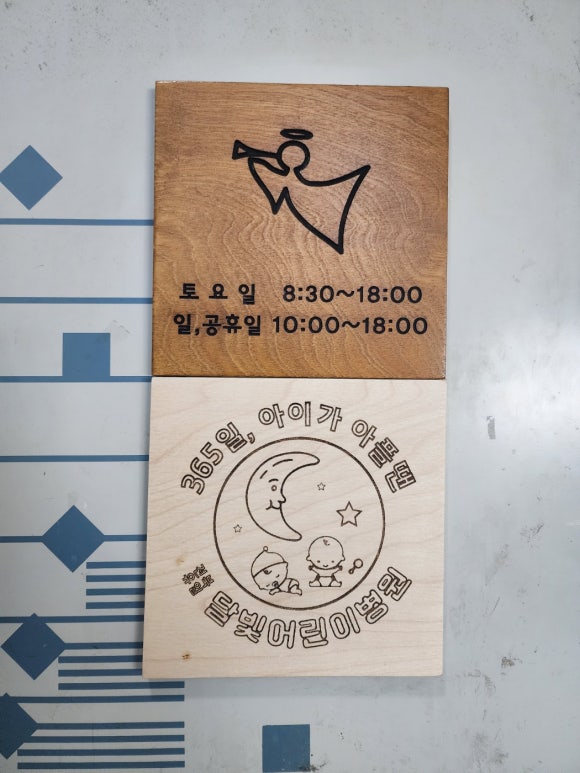 토요일 8:30~18:00
일,공휴일 10:00~18:00
365일, 아이가 아플땐
달빛어린이병원